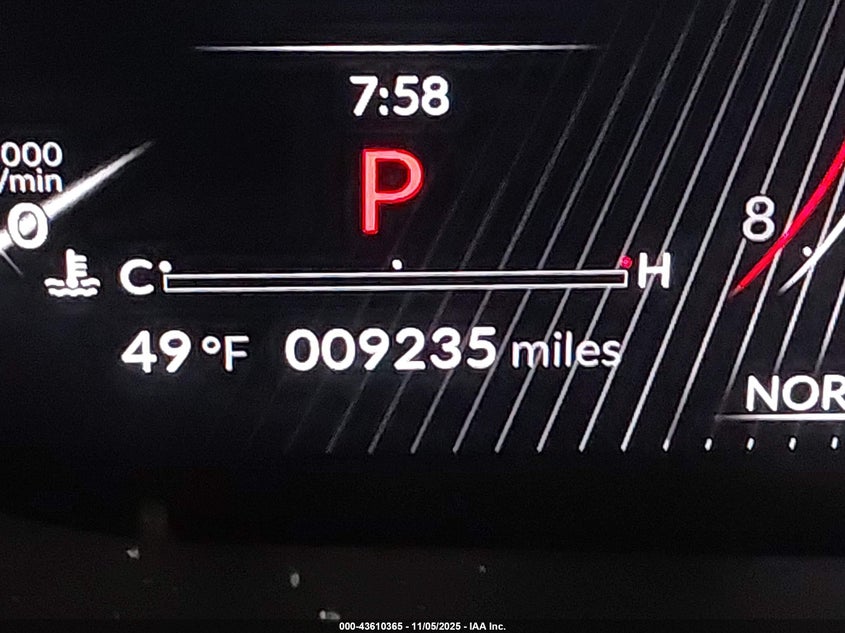 7:58
000
/min
P
0
8
C H
49 °F 009235 miles
NOR
000-43610365 - 11/05/2025 - IAA Inc.